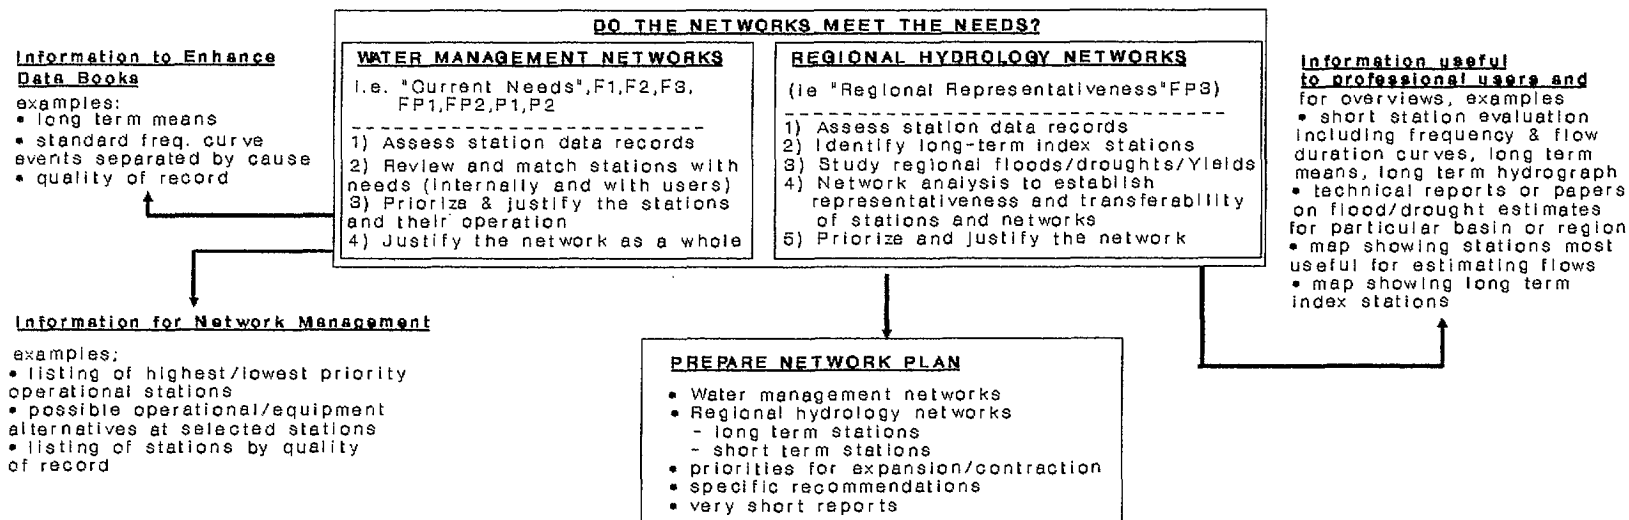 DO THE NETWORKS MEET THE NEEDS?
Information to Enhance
Data Books
examples:
• long term means
• standard freq. curve
events separated by cause
• quality of record
WATER MANAGEMENT NETWORKS
i.e. "Current Needs",F1,F2,F3,
FP1,FP2,P1,P2
1) Assess station data records
2) Review and match stations with
needs (internally and with users)
3) Priorize & justify the stations
and their operation
4) Justify the network as a whole
REGIONAL HYDROLOGY NETWORKS
(ie "Regional Representativeness"FP3)
1) Assess station data records
2) Identify long-term index stations
3) Study regional floods/droughts/Yields
4) Network analysis to establish
representativeness and transferability
of stations and networks
5) Priorize and justify the network
Information useful
to professional users and
for overviews, examples
• short station evaluation
including frequency & flow
duration curves, long term
means, long term hydrograph
• technical reports or papers
on flood/drought estimates
for particular basin or region
• map showing stations most
useful for estimating flows
• map showing long term
index stations
Information for Network Management
examples;
• listing of highest/lowest priority
operational stations
• possible operational/equipment
alternatives at selected stations
• listing of stations by quality
of record
PREPARE NETWORK PLAN
• Water management networks
• Regional hydrology networks
- long term stations
- short term stations
• priorities for expansion/contraction
• specific recommendations
• very short reports